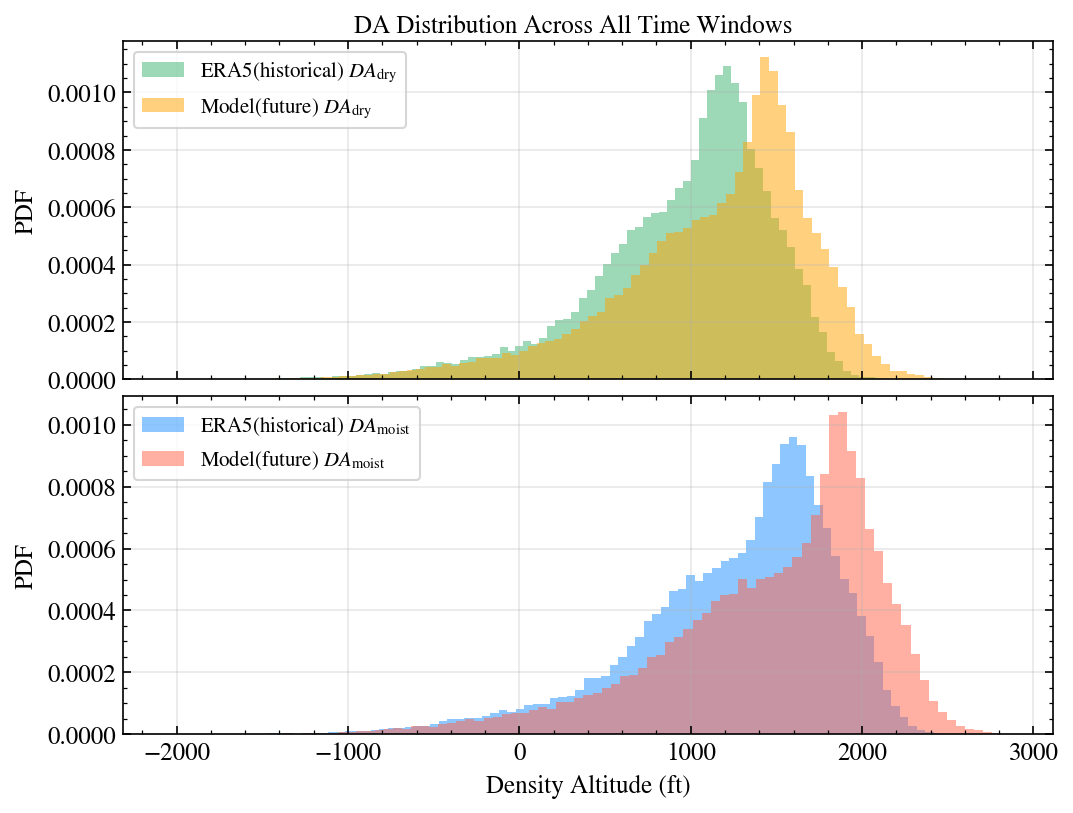 DA Distribution Across All Time Windows
ERA5(historical) DAdry
Model(future) DAdry
0.0010
0.0008
0.0006
0.0004
0.0002
0.0000
PDF
ERA5(historical) DAmoist
Model(future) DAmoist
0.0010
0.0008
0.0006
0.0004
0.0002
0.0000
PDF
−2000 −1000 0 1000 2000 3000
Density Altitude (ft)